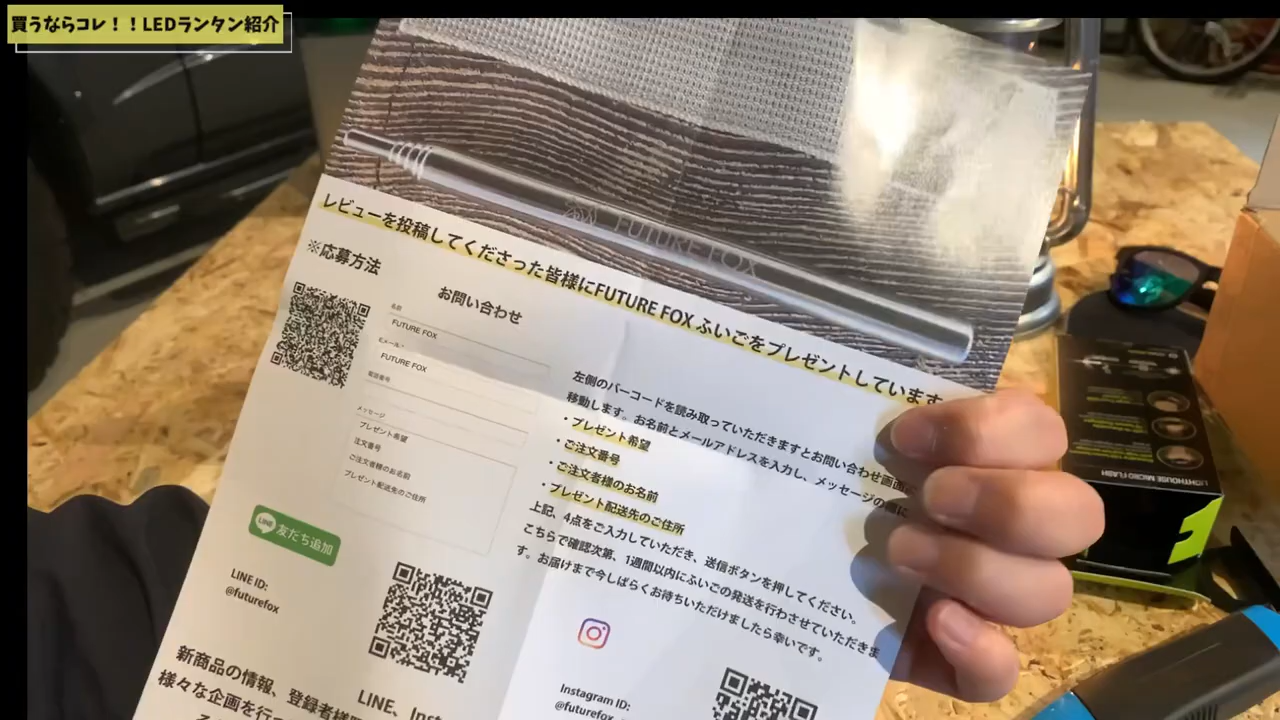 買うならコレ！！LEDランタン紹介
FUTURE FOX
レビューを投稿してくださった皆様にFUTURE FOX ふいごをプレゼントしています
※応募方法
お問い合わせ
名前
FUTURE FOX
Eメール*
FUTURE FOX
電話番号
メッセージ
プレゼント希望
注文番号
ご注文者様のお名前
プレゼント配送先のご住所
左側のバーコードを読み取っていただきますとお問い合わせ画面に
移動します。お名前とメールアドレスを入力し、メッセージの欄に
・プレゼント希望
・ご注文番号
・ご注文者様のお名前
・プレゼント配送先のご住所
上記、4点をご入力していただき、送信ボタンを押してください。
こちらで確認次第、1週間以内にふいごの発送を行わさせていただきま
す。お届けまで今しばらくお待ちいただけましたら幸いです。
LINE 友だち追加
LINE ID:
@futurefox
Instagram ID:
@futurefox
新商品の情報、登録者様
LINE、Inst
様々な企画を行っ
LIGHTHOUSE MICRO FLASH